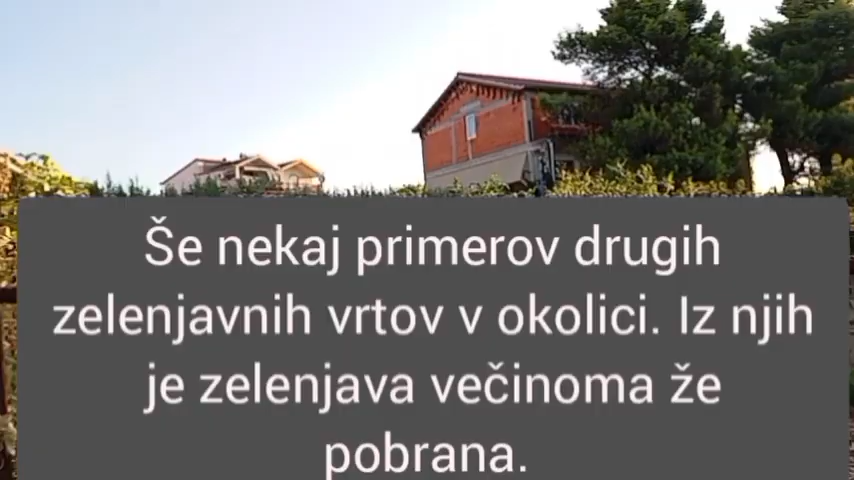 Še nekaj primerov drugih
zelenjavnih vrtov v okolici. Iz njih
je zelenjava večinoma že
pobrana.